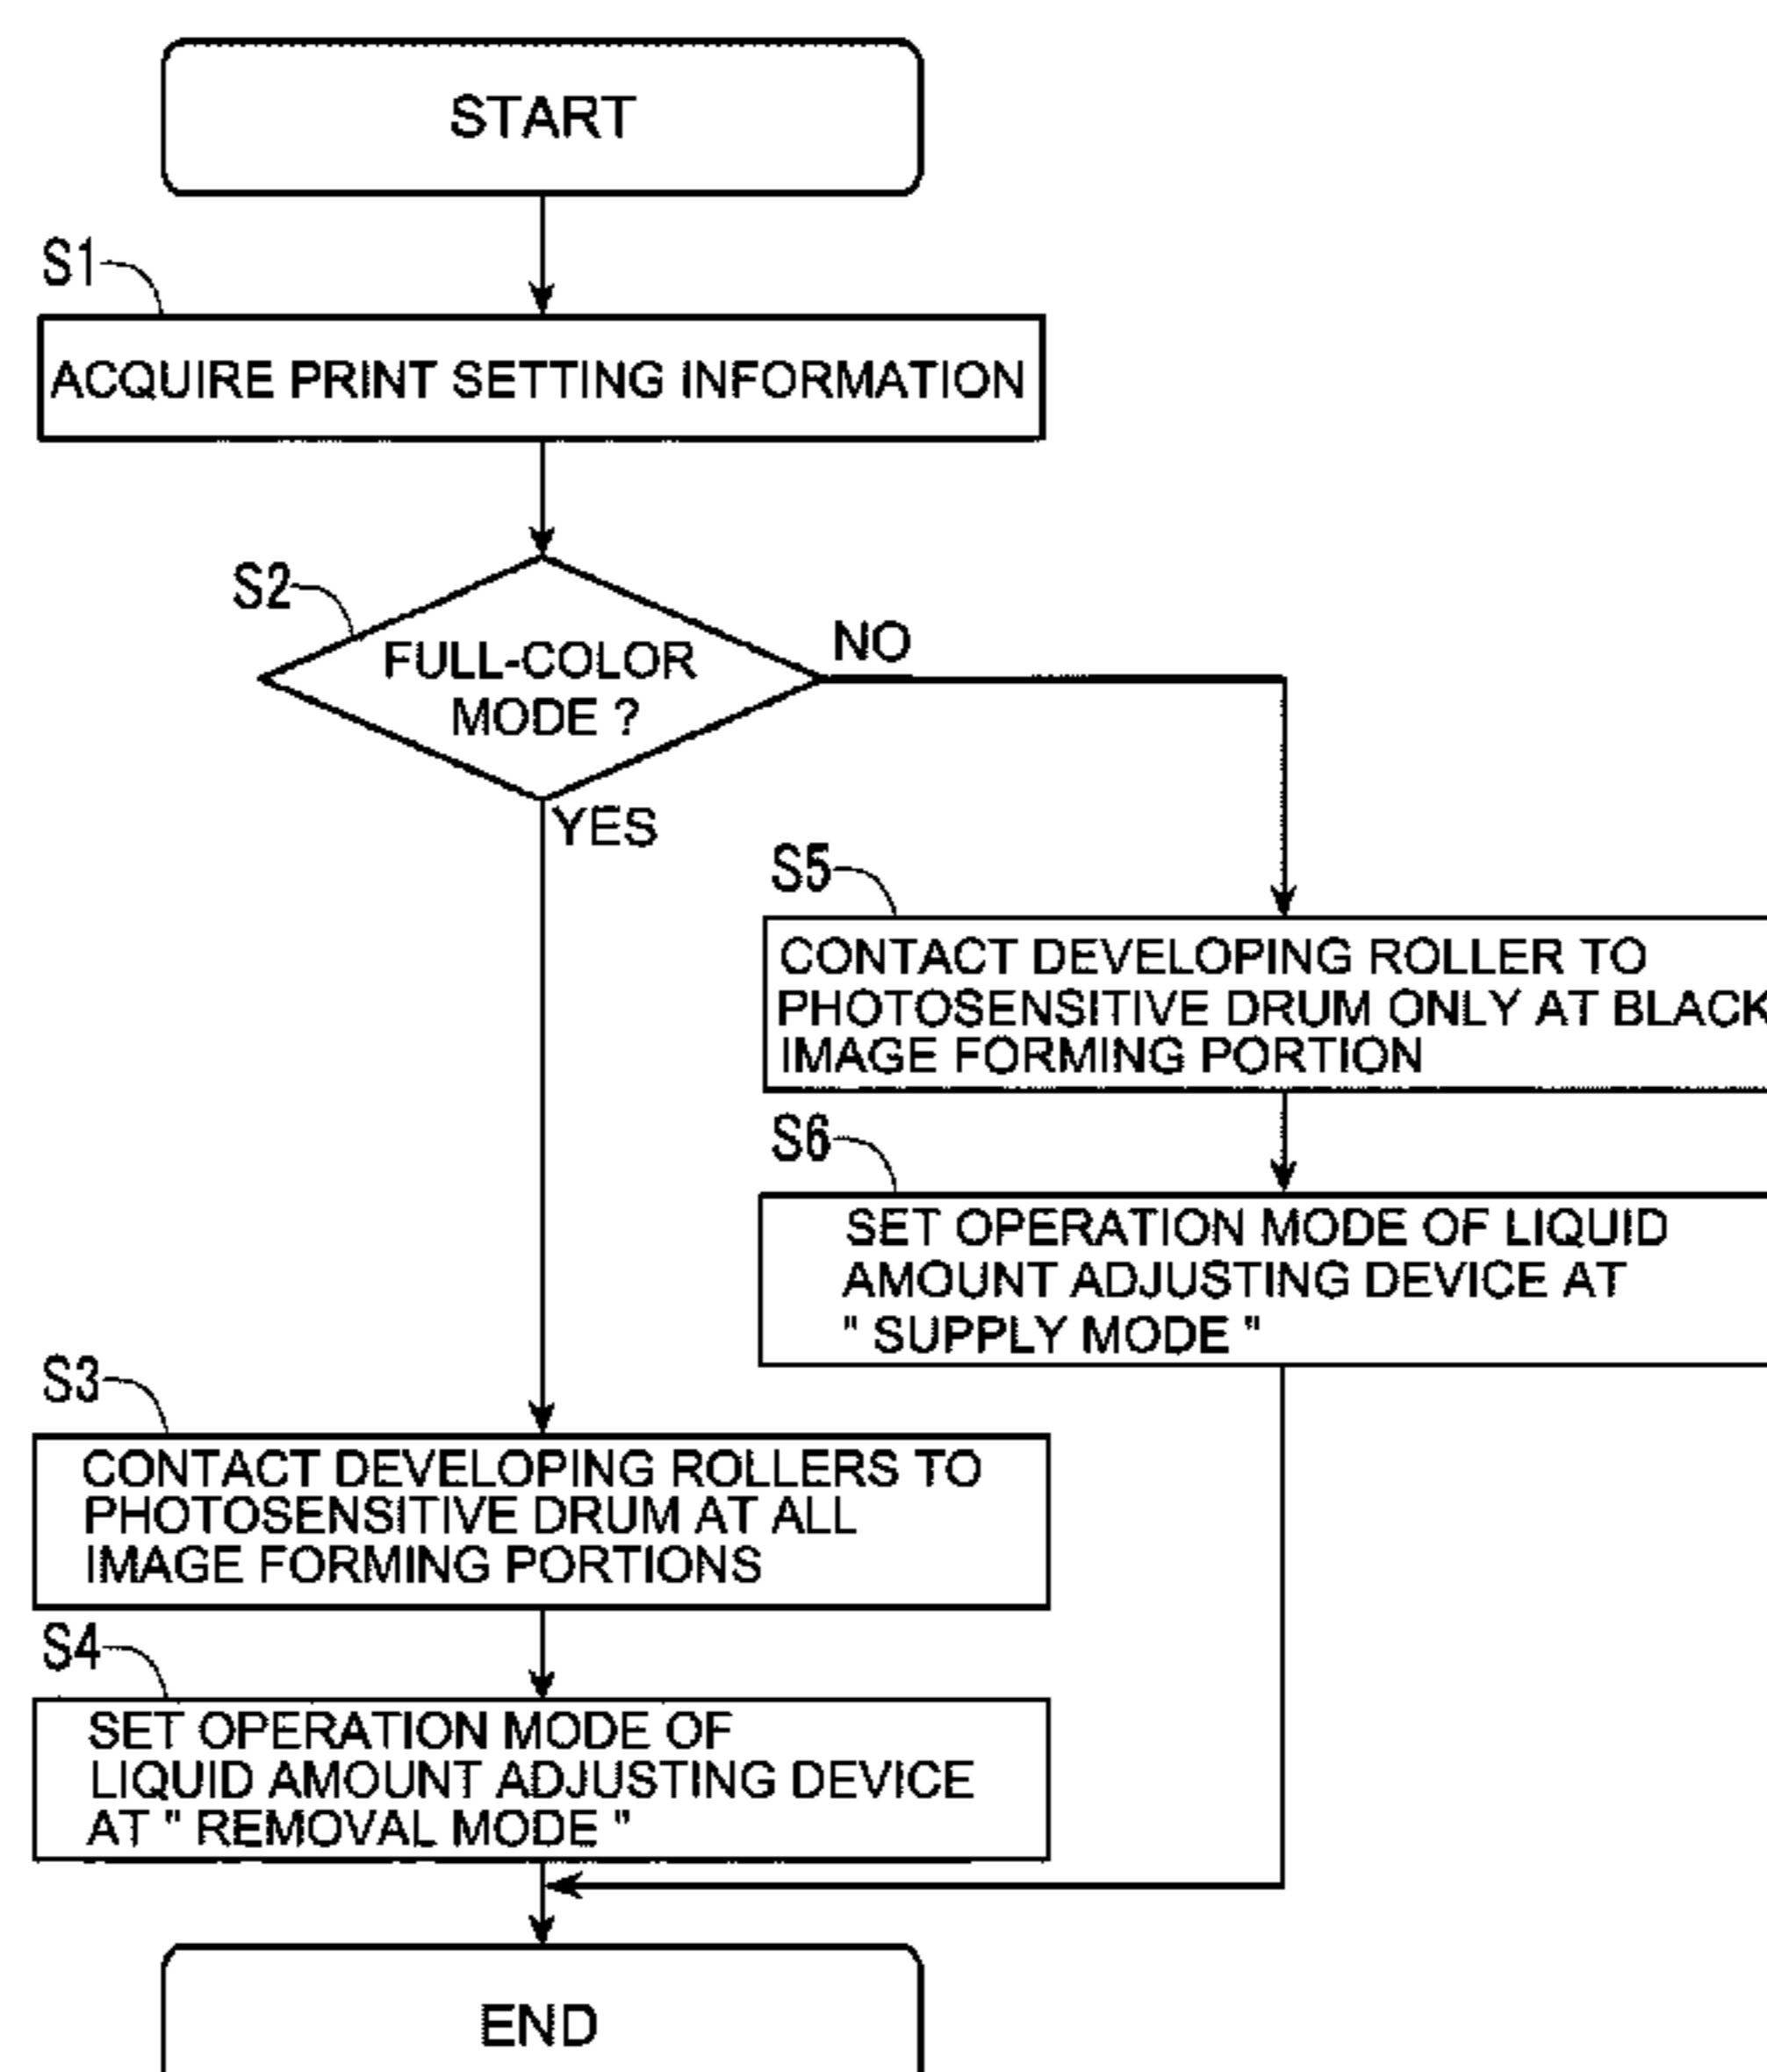 START
S1
ACQUIRE PRINT SETTING INFORMATION
S2
FULL-COLOR
MODE ?
NO
YES
S5
CONTACT DEVELOPING ROLLER TO
PHOTOSENSITIVE DRUM ONLY AT BLACK
IMAGE FORMING PORTION
S6
SET OPERATION MODE OF LIQUID
AMOUNT ADJUSTING DEVICE AT
" SUPPLY MODE "
S3
CONTACT DEVELOPING ROLLERS TO
PHOTOSENSITIVE DRUM AT ALL
IMAGE FORMING PORTIONS
S4
SET OPERATION MODE OF
LIQUID AMOUNT ADJUSTING DEVICE
AT " REMOVAL MODE "
END